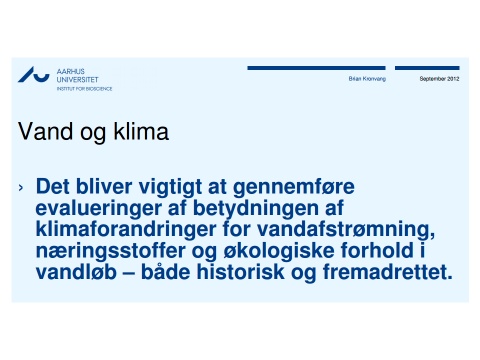 AARHUS
UNIVERSITET
INSTITUT FOR BIOSCIENCE
Brian Kronvang
September 2012
Vand og klima
› Det bliver vigtigt at gennemføre
evalueringer af betydningen af
klimaforandringer for vandafstrømning,
næringsstoffer og økologiske forhold i
vandløb – både historisk og fremadrettet.